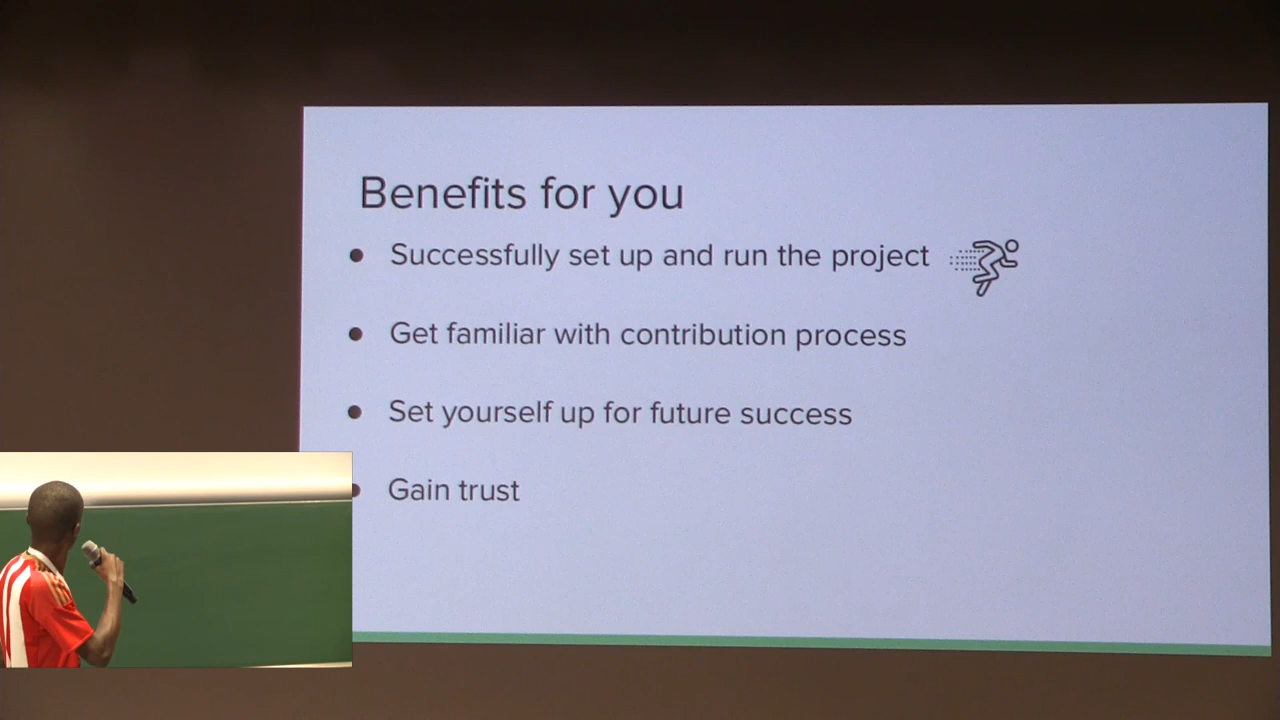 Benefits for you
Successfully set up and run the project
Get familiar with contribution process
Set yourself up for future success
Gain trust